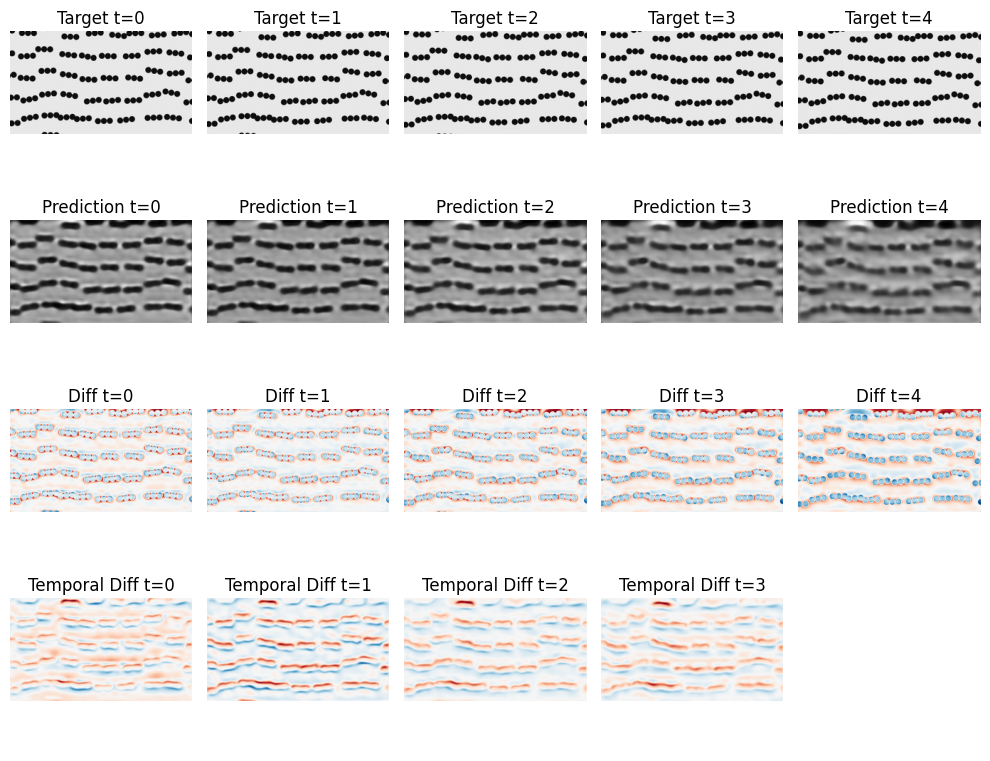 Target t=0 Target t=1 Target t=2 Target t=3 Target t=4
Prediction t=0 Prediction t=1 Prediction t=2 Prediction t=3 Prediction t=4
Diff t=0 Diff t=1 Diff t=2 Diff t=3 Diff t=4
Temporal Diff t=0 Temporal Diff t=1 Temporal Diff t=2 Temporal Diff t=3